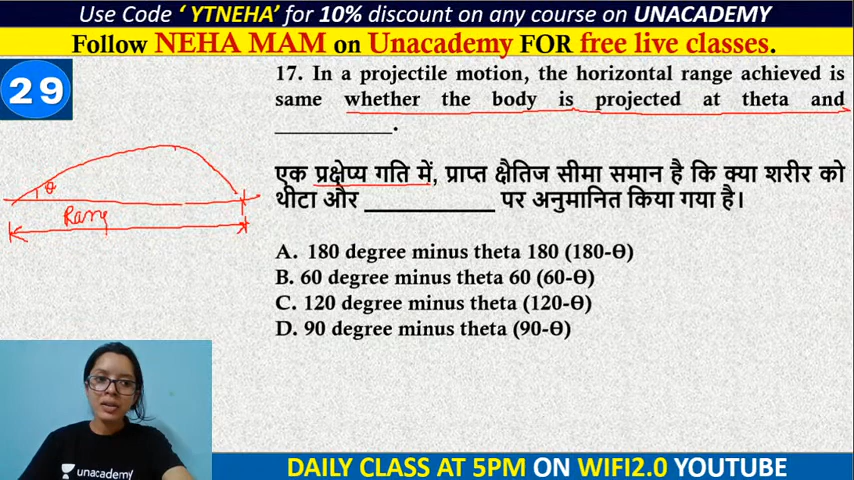 Use Code ‘ YTNEHA’ for 10% discount on any course on UNACADEMY
Follow NEHA MAM on Unacademy FOR free live classes.
29
17. In a projectile motion, the horizontal range achieved is
same whether the body is projected at theta and
____________.
θ
Rang
एक प्रक्षेप्य गति में, प्राप्त क्षैतिज सीमा समान है कि क्या शरीर को
थीटा और ____________ पर अनुमानित किया गया है।
A. 180 degree minus theta 180 (180-Θ)
B. 60 degree minus theta 60 (60-Θ)
C. 120 degree minus theta (120-Θ)
D. 90 degree minus theta (90-Θ)
unacademy
DAILY CLASS AT 5PM ON WIFI2.0 YOUTUBE